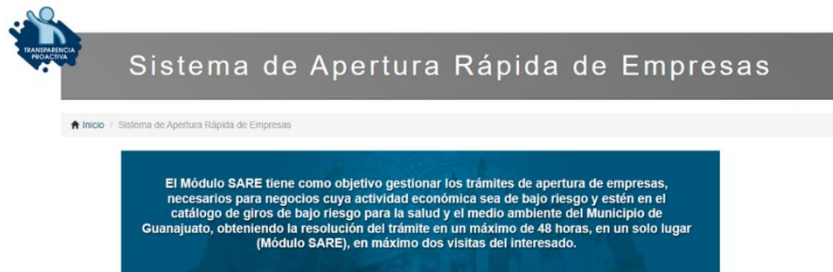 TRANSPARENCIA
PROACTIVA
Sistema de Apertura Rápida de Empresas
Inicio / Sistema de Apertura Rápida de Empresas
El Módulo SARE tiene como objetivo gestionar los trámites de apertura de empresas,
necesarios para negocios cuya actividad económica sea de bajo riesgo y estén en el
catálogo de giros de bajo riesgo para la salud y el medio ambiente del Municipio de
Guanajuato, obteniendo la resolución del trámite en un máximo de 48 horas, en un solo lugar
(Módulo SARE), en máximo dos visitas del interesado.